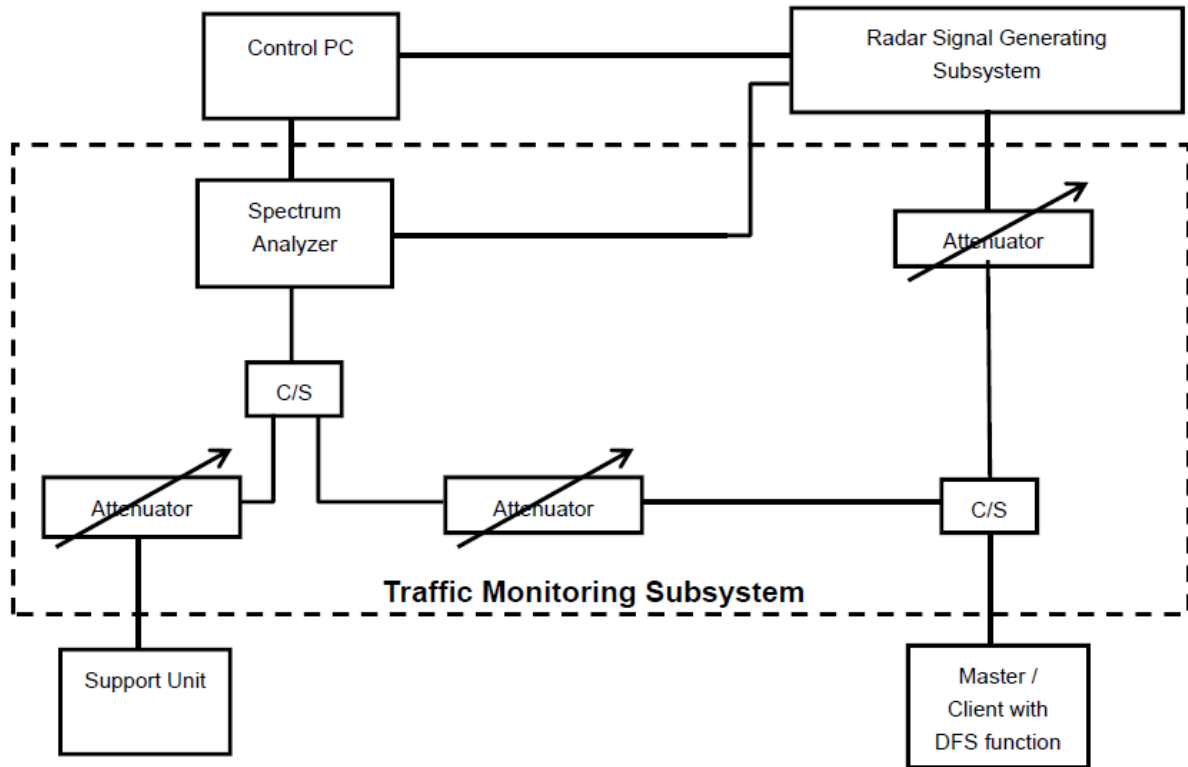 Control PC
Radar Signal Generating
Subsystem
Spectrum
Analyzer
Attenuator
C/S
Attenuator
Attenuator
C/S
Traffic Monitoring Subsystem
Support Unit
Master /
Client with
DFS function